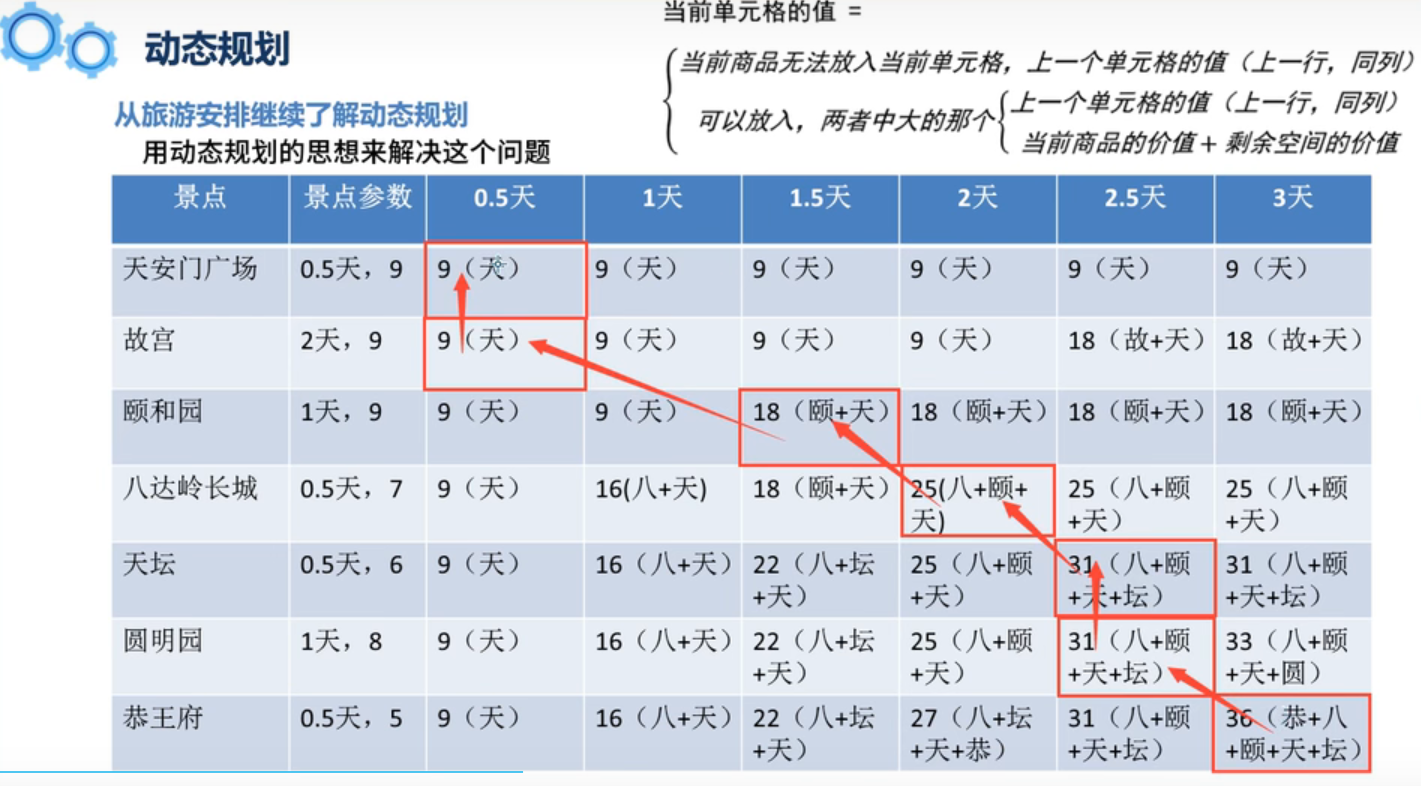 当前单元格的值 =
动态规划
当前商品无法放入当前单元格，上一个单元格的值（上一行，同列）
从旅游安排继续了解动态规划
可以放入，两者中大的那个
上一个单元格的值（上一行，同列）
当前商品的价值+ 剩余空间的价值
用动态规划的思想来解决这个问题
景点 景点参数 0.5天 1天 1.5天 2天 2.5天 3天
天安门广场 0.5天，9 9（天） 9（天） 9（天） 9（天） 9（天） 9（天）
故宫 2天，9 9（天） 9（天） 9（天） 9（天） 18（故+天） 18（故+天）
颐和园 1天，9 9（天） 9（天） 18（颐+天） 18（颐+天） 18（颐+天） 18（颐+天）
八达岭长城 0.5天，7 9（天） 16(八+天) 18（颐+天） 25(八+颐+ 25（八+颐 25（八+颐
天) +天） +天）
天坛 0.5天，6 9（天） 16（八+天） 22（八+坛 25（八+颐 31（八+颐 31（八+颐
+天） +天） +天+坛） +天+坛）
圆明园 1天，8 9（天） 16（八+天） 22（八+坛 25（八+颐 31（八+颐 33（八+颐
+天） +天） +天+坛） +天+圆）
恭王府 0.5天，5 9（天） 16（八+天） 22（八+坛 27（八+坛 31（八+颐 36（恭+八
+天） +天+恭） +天+坛） +颐+天+坛）